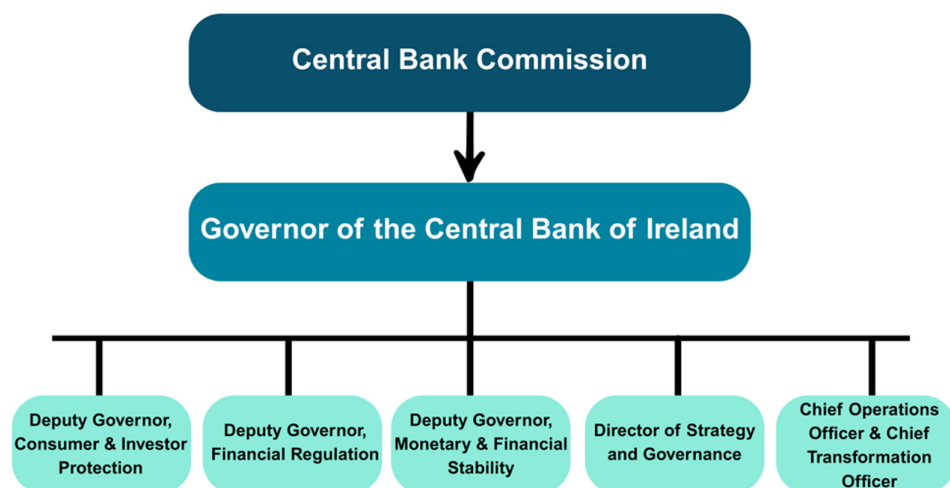 Central Bank Commission
Governor of the Central Bank of Ireland
Deputy Governor,
Consumer & Investor
Protection
Deputy Governor,
Financial Regulation
Deputy Governor,
Monetary & Financial
Stability
Director of Strategy
and Governance
Chief Operations
Officer & Chief
Transformation
Officer